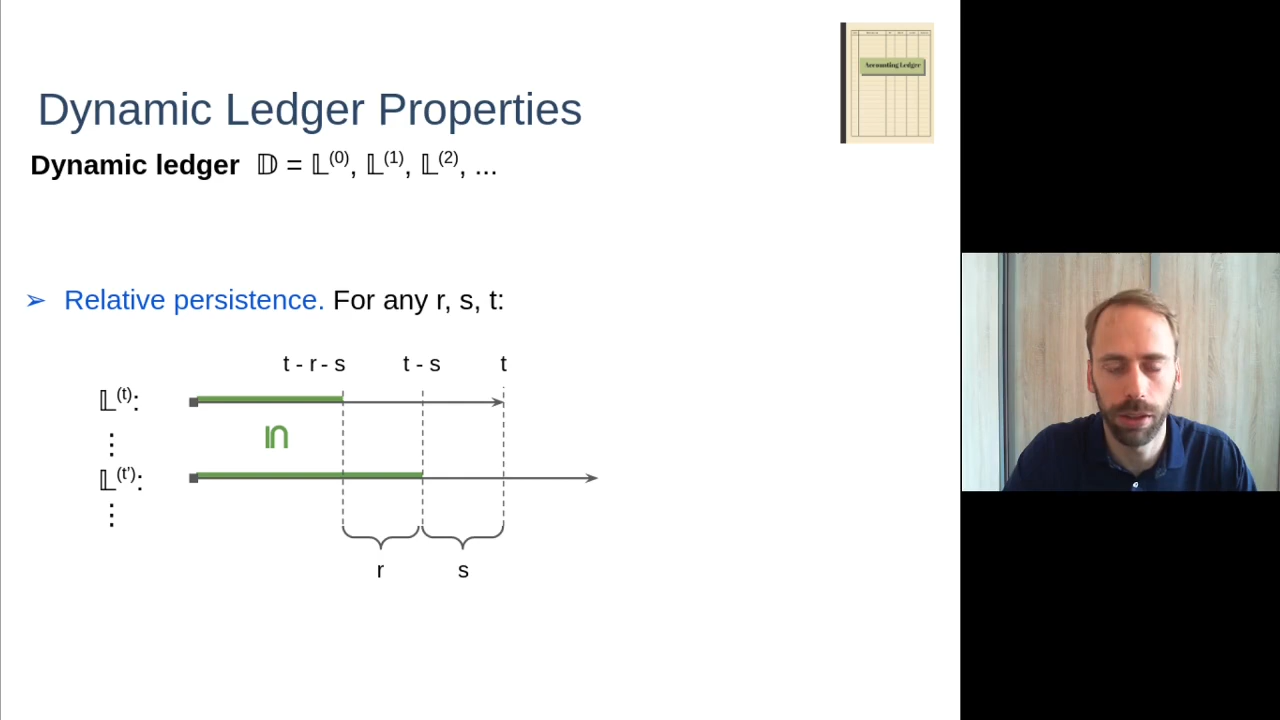 Accounting Ledger
Dynamic Ledger Properties
Dynamic ledger 𝔻 = 𝕃⁽⁰⁾, 𝕃⁽¹⁾, 𝕃⁽²⁾, ...
➢ Relative persistence. For any r, s, t:
t - r - s t - s t
𝕃⁽ᵗ⁾:
⋮
⋒
𝕃⁽ᵗ’⁾:
⋮
r s